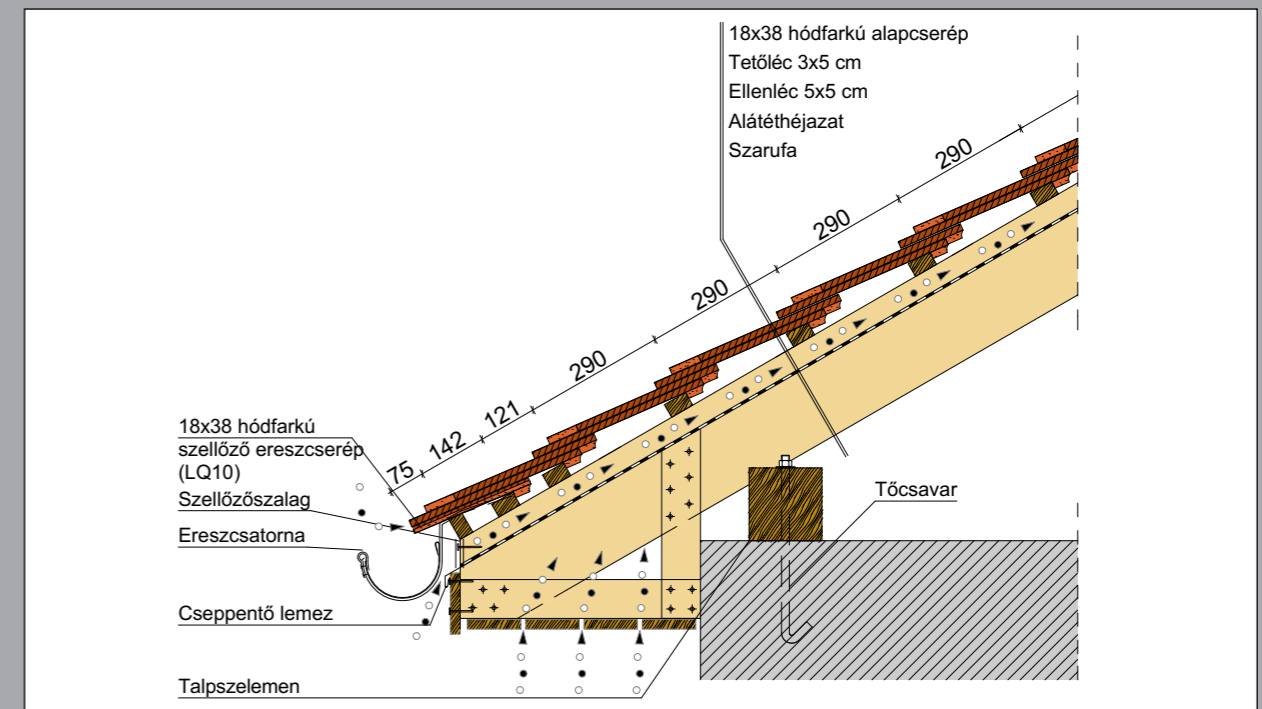 18x38 hódfarkú alapcserép
Tetőléc 3x5 cm
Ellenléc 5x5 cm
Alátéthéjazat
Szarufa
290
290
290
290
121
142
75
18x38 hódfarkú
szellőző ereszcserép
(LQ10)
Szellőzőszalag
Ereszcsatorna
Tőcsavar
Cseppentő lemez
Talpszelemen